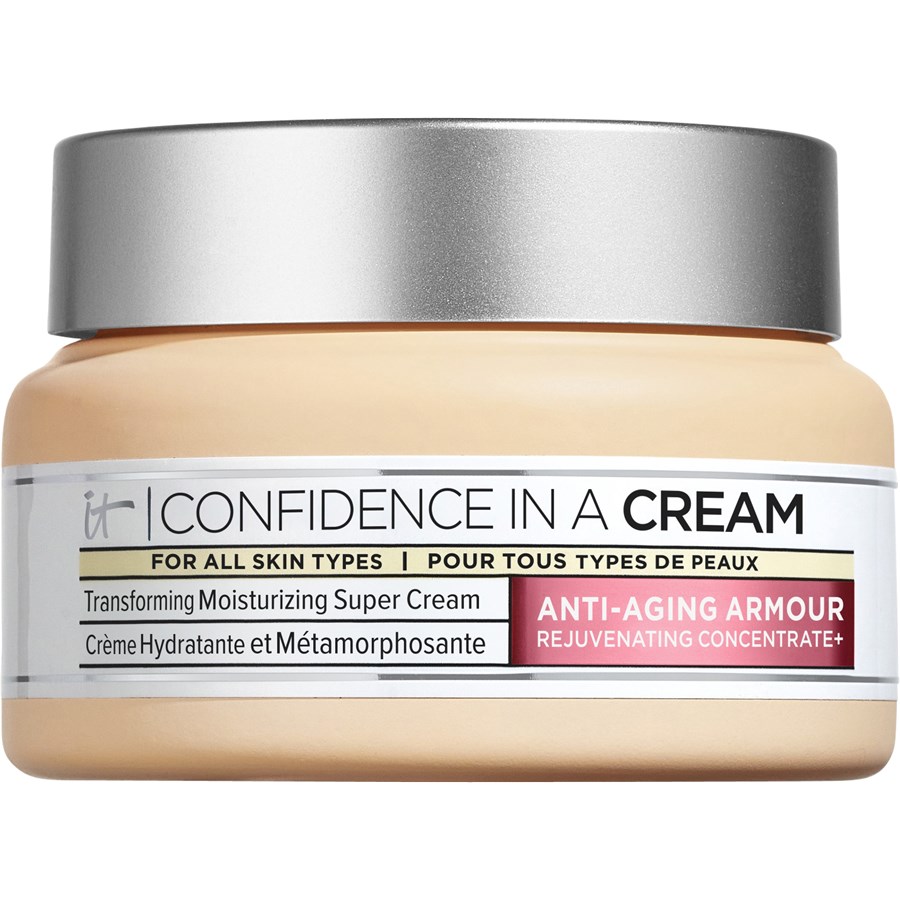 it | CONFIDENCE IN A CREAM
FOR ALL SKIN TYPES | POUR TOUS TYPES DE PEAUX
Transforming Moisturizing Super Cream
Crème Hydratante et Métamorphosante
ANTI-AGING ARMOUR
REJUVENATING CONCENTRATE+